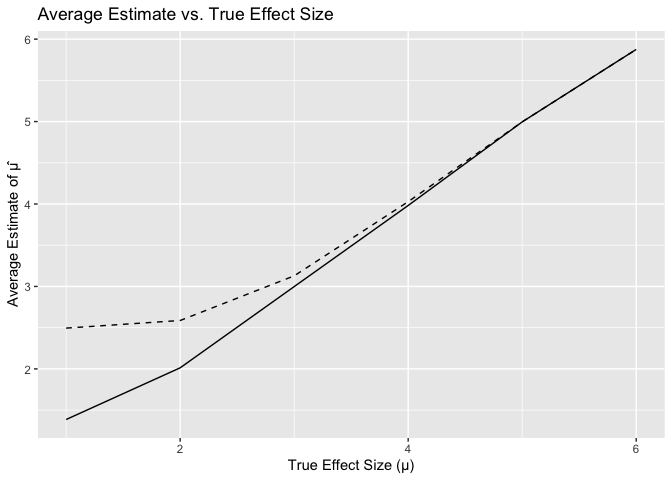 Average Estimate vs. True Effect Size
6
5
4
3
2
Average Estimate of μ̂
2
4
6
True Effect Size (μ)